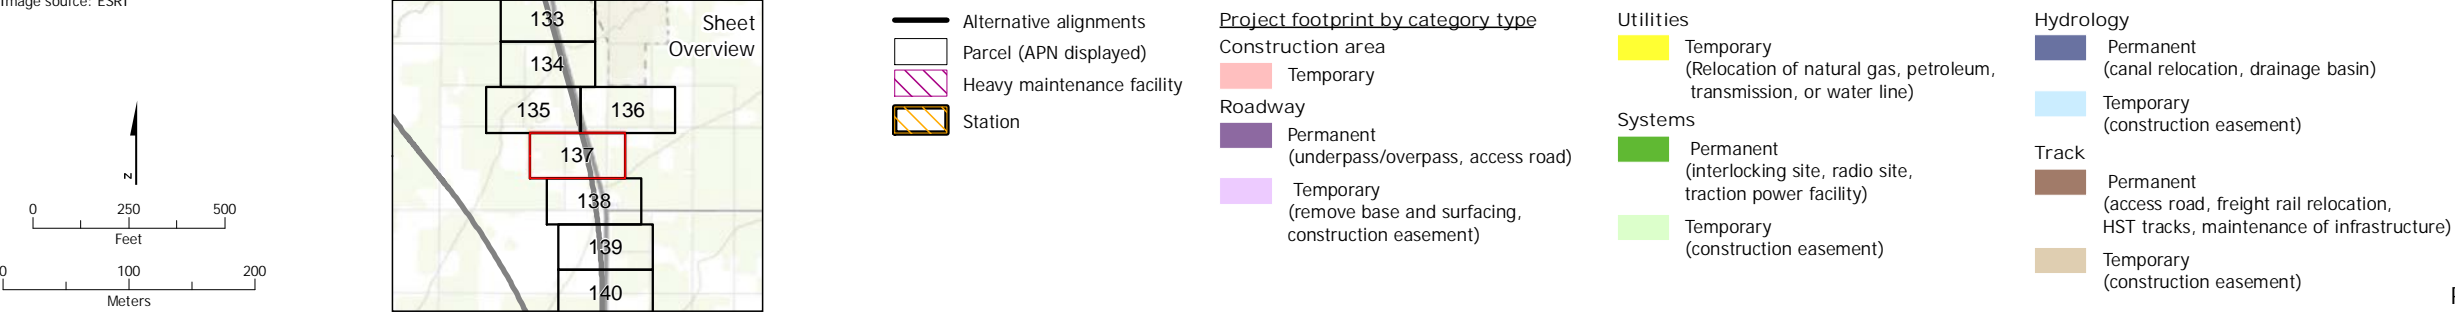 Image source: ESRI
N
0 250 500
Feet
0 100 200
Meters
Sheet
Overview
133
134
135
136
137
138
139
140
Alternative alignments
Parcel (APN displayed)
Heavy maintenance facility
Station
Project footprint by category type
Construction area
Temporary
Roadway
Permanent
(underpass/overpass, access road)
Temporary
(remove base and surfacing,
construction easement)
Utilities
Temporary
(Relocation of natural gas, petroleum,
transmission, or water line)
Systems
Permanent
(interlocking site, radio site,
traction power facility)
Temporary
(construction easement)
Hydrology
Permanent
(canal relocation, drainage basin)
Temporary
(construction easement)
Track
Permanent
(access road, freight rail relocation,
HST tracks, maintenance of infrastructure)
Temporary
(construction easement)